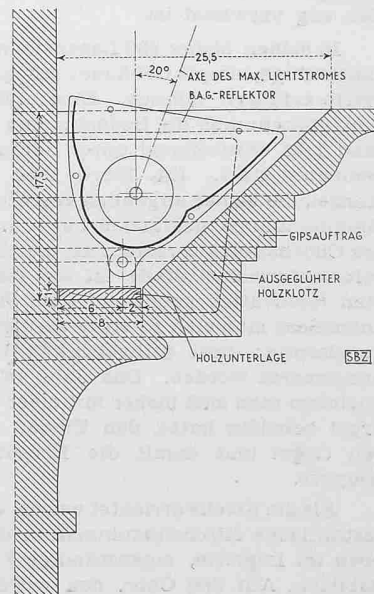 25,5
20°
AXE DES MAX. LICHTSTROMES
B.A.G.-REFLEKTOR
17,5
GIPSAUFTRAG
AUSGEGLÜHTER
HOLZKLOTZ
6
2
8
HOLZUNTERLAGE
SBZ